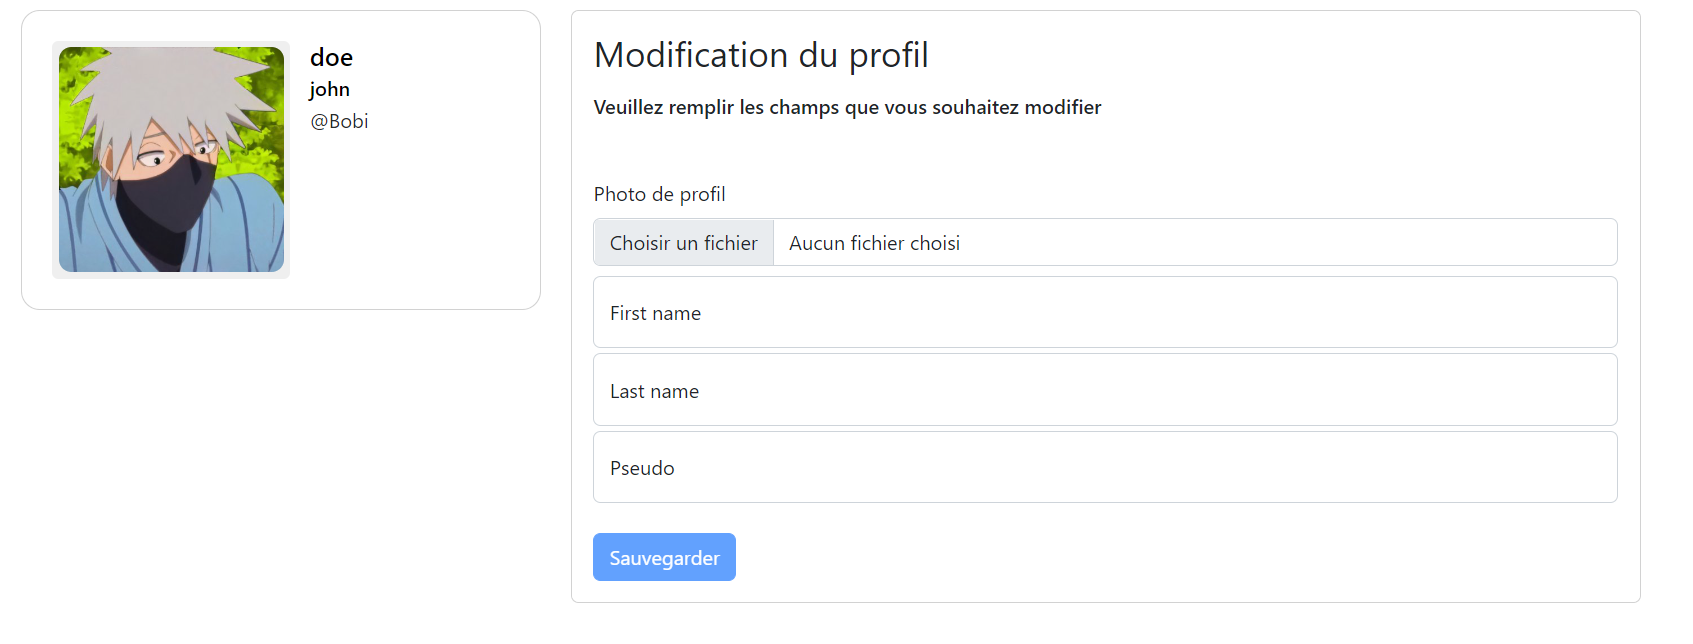 doe
john
@Bobi
Modification du profil
Veuillez remplir les champs que vous souhaitez modifier
Photo de profil
Choisir un fichier Aucun fichier choisi
First name
Last name
Pseudo
Sauvegarder